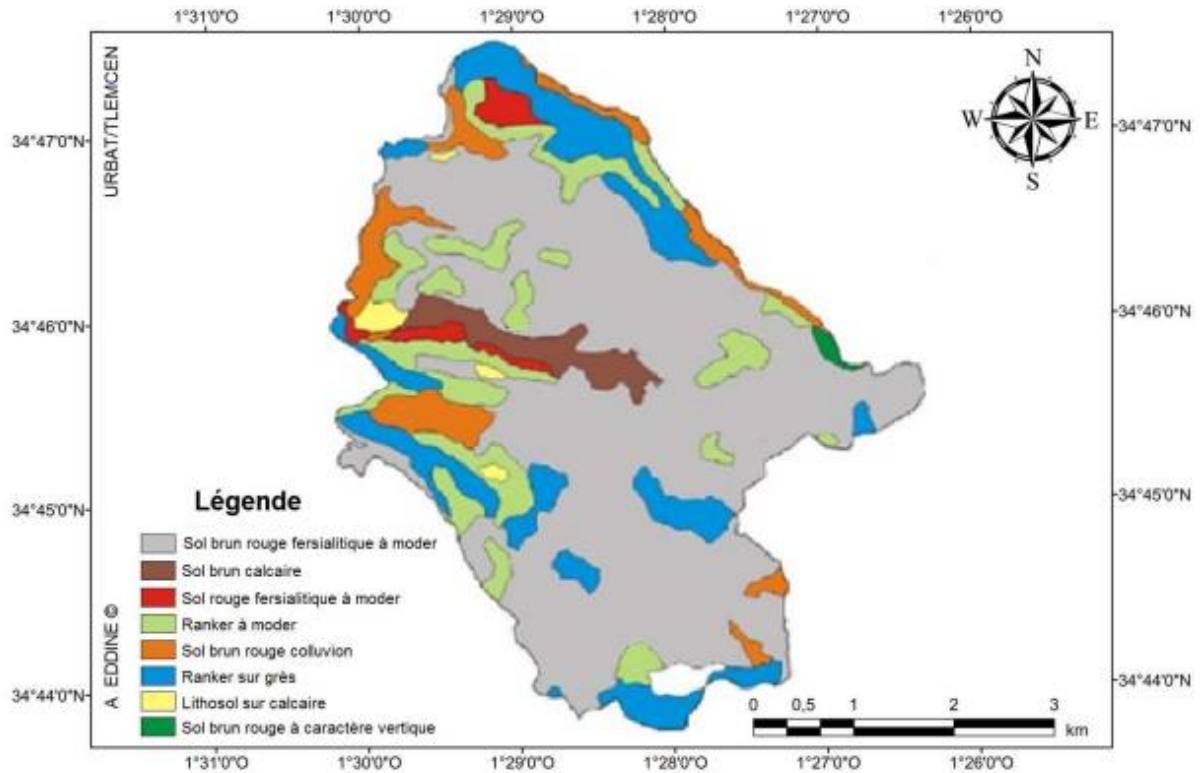 1°31'0"O 1°30'0"O 1°29'0"O 1°28'0"O 1°27'0"O 1°26'0"O
URBAT/TLEMCEN
N
W E
S
34°47'0"N 34°47'0"N
34°46'0"N 34°46'0"N
34°45'0"N 34°45'0"N
34°44'0"N 34°44'0"N
A EDDINE ©
Légende
Sol brun rouge fersialitique à moder
Sol brun calcaire
Sol rouge fersialitique à moder
Ranker à moder
Sol brun rouge colluvion
Ranker sur grès
Lithosol sur calcaire
Sol brun rouge à caractère vertique
0 0,5 1 2 3
km
1°31'0"O 1°30'0"O 1°29'0"O 1°28'0"O 1°27'0"O 1°26'0"O